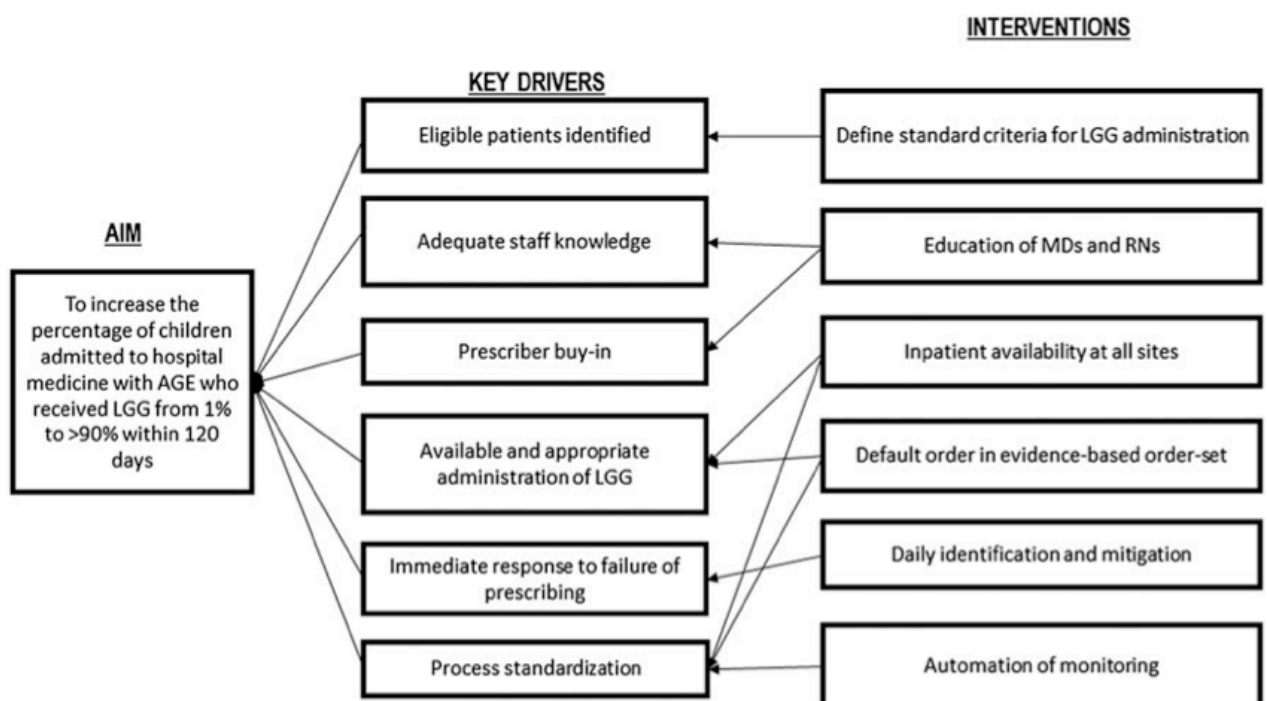 INTERVENTIONS
KEY DRIVERS
AIM
To increase the
percentage of children
admitted to hospital
medicine with AGE who
received LGG from 1%
to >90% within 120
days
Eligible patients identified
Adequate staff knowledge
Prescriber buy-in
Available and appropriate
administration of LGG
Immediate response to failure of
prescribing
Process standardization
Define standard criteria for LGG administration
Education of MDs and RNs
Inpatient availability at all sites
Default order in evidence-based order-set
Daily identification and mitigation
Automation of monitoring